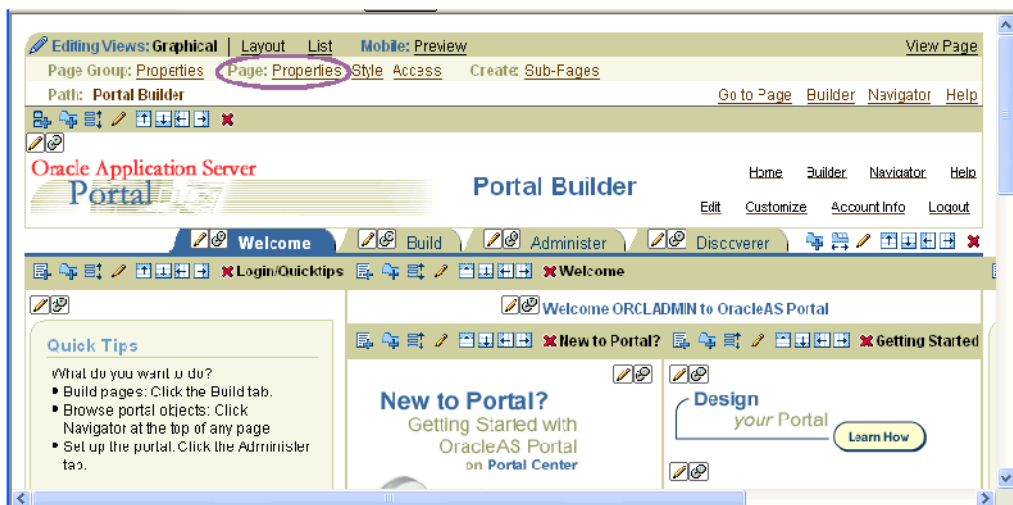 Editing Views: Graphical | Layout List Mobile: Preview View Page
Page Group: Properties Page: Properties Style Access Create: Sub-Pages
Path: Portal Builder Go to Page Builder Navigator Help
Oracle Application Server
Portal
Portal Builder
Home Builder Navigator Help
Edit Customize Account Info Logout
Welcome Build Administer Discoverer
Login/Quicktips Welcome
Welcome ORCLADMIN to OracleAS Portal
New to Portal? Getting Started
Quick Tips
What do you want to do?
• Build pages: Click the Build tab.
• Browse portal objects: Click
Navigator at the top of any page
• Set up the portal. Click the Administer
tab.
New to Portal?
Getting Started with
OracleAS Portal
on Portal Center
Design
your Portal
Learn How